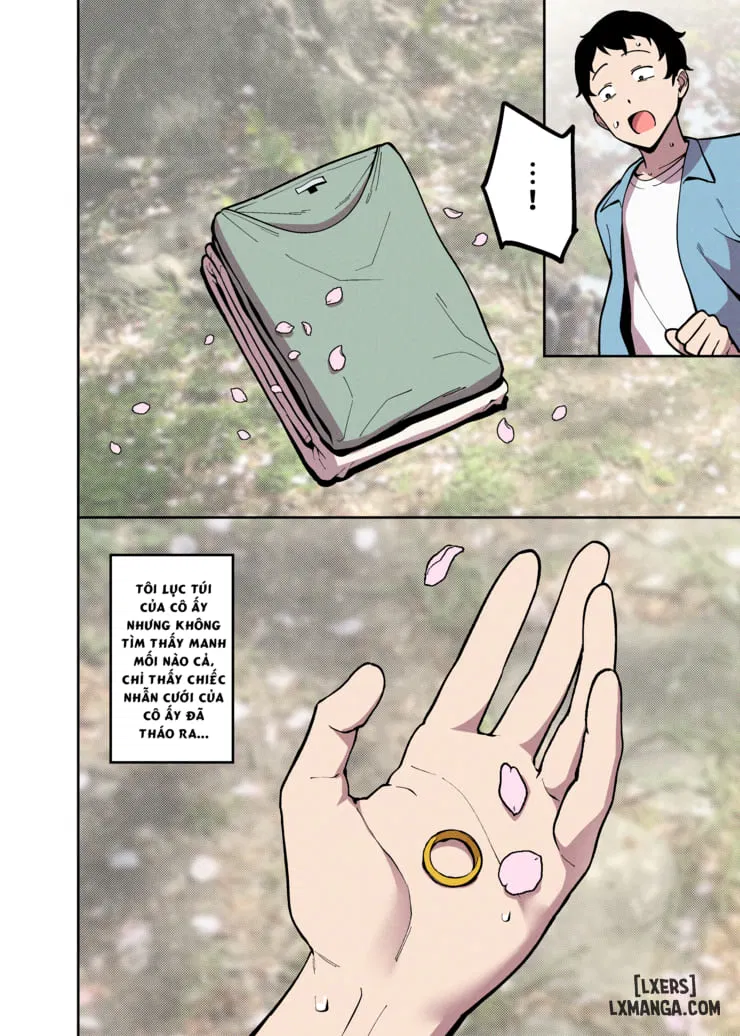 ...!
TÔI LỤC TÚI
CỦA CÔ ẤY
NHƯNG KHÔNG
TÌM THẤY MANH
MỐI NÀO CẢ,
CHỈ THẤY CHIẾC
NHẪN CƯỚI CỦA
CÔ ẤY ĐÃ
THÁO RA...
[LXERS]
LXMANGA.COM